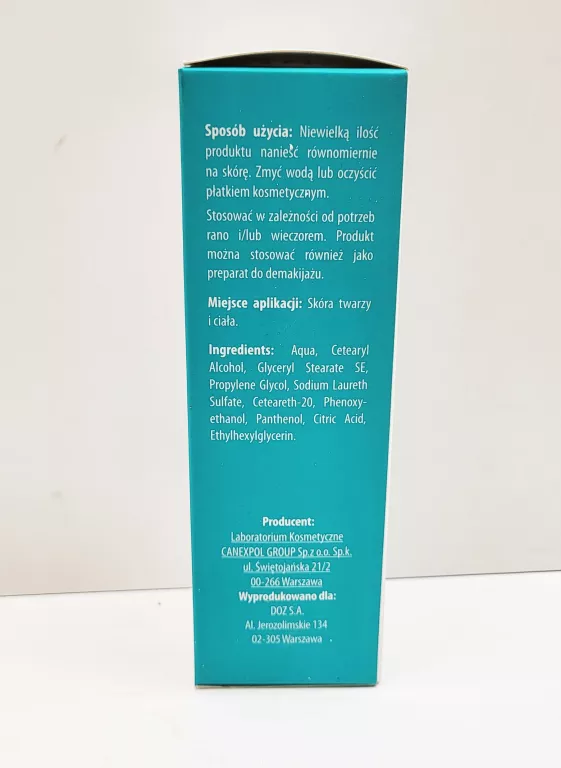 Sposób użycia: Niewielką ilość
produktu nanieść równomiernie
na skórę. Zmyć wodą lub oczyścić
płatkiem kosmetycznym.
Stosować w zależności od potrzeb
rano i/lub wieczorem. Produkt
można stosować również jako
preparat do demakijażu.
Miejsce aplikacji: Skóra twarzy
i ciała.
Ingredients: Aqua, Cetearyl
Alcohol, Glyceryl Stearate SE,
Propylene Glycol, Sodium Laureth
Sulfate, Ceteareth-20, Phenoxy-
ethanol, Panthenol, Citric Acid,
Ethylhexylglycerin.
Producent:
Laboratorium Kosmetyczne
CANEXPOL GROUP Sp.z o.o. Sp.k.
ul. Świętojańska 21/2
00-266 Warszawa
Wyprodukowano dla:
DOZ S.A.
Al. Jerozolimskie 134
02-305 Warszawa